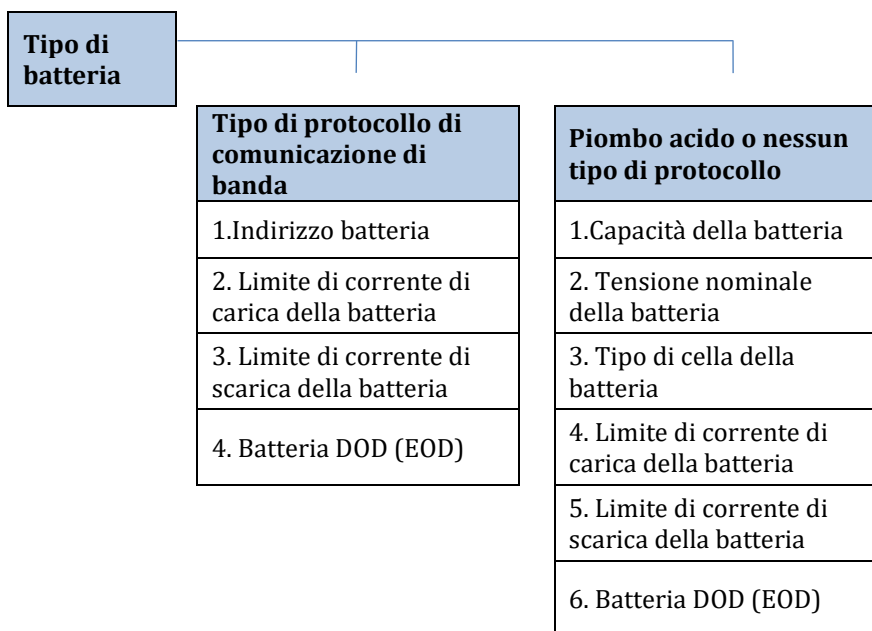 Tipo di
batteria
Tipo di protocollo di
comunicazione di
banda
1.Indirizzo batteria
2. Limite di corrente di
carica della batteria
3. Limite di corrente di
scarica della batteria
4. Batteria DOD (EOD)
Piombo acido o nessun
tipo di protocollo
1.Capacità della batteria
2. Tensione nominale
della batteria
3. Tipo di cella della
batteria
4. Limite di corrente di
carica della batteria
5. Limite di corrente di
scarica della batteria
6. Batteria DOD (EOD)